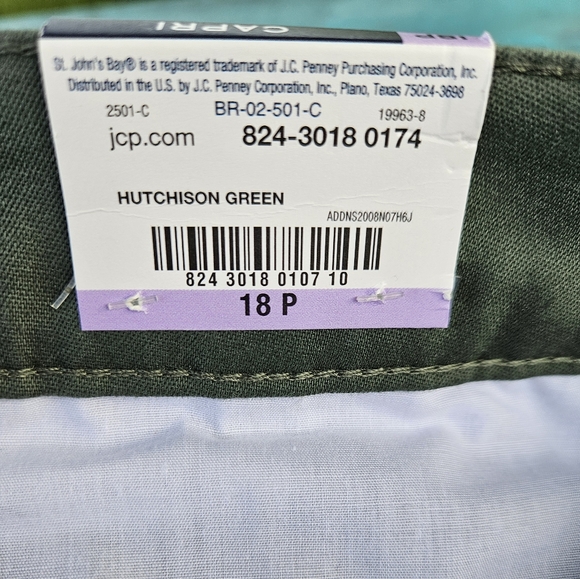 CAPRI
18P
St. John's Bay® is a registered trademark of J.C. Penney Purchasing Corporation, Inc.
Distributed in the U.S. by J.C. Penney Corporation, Inc., Plano, Texas 75024-3698
2501-C BR-02-501-C 19963-8
jcp.com 824-3018 0174
HUTCHISON GREEN
ADDNS2008N07H6J
824 3018 0107 10
18 P